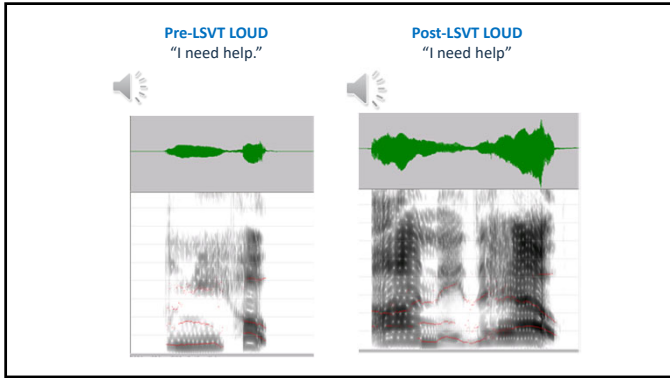 Pre-LSVT LOUD
“I need help.”
Post-LSVT LOUD
“I need help”